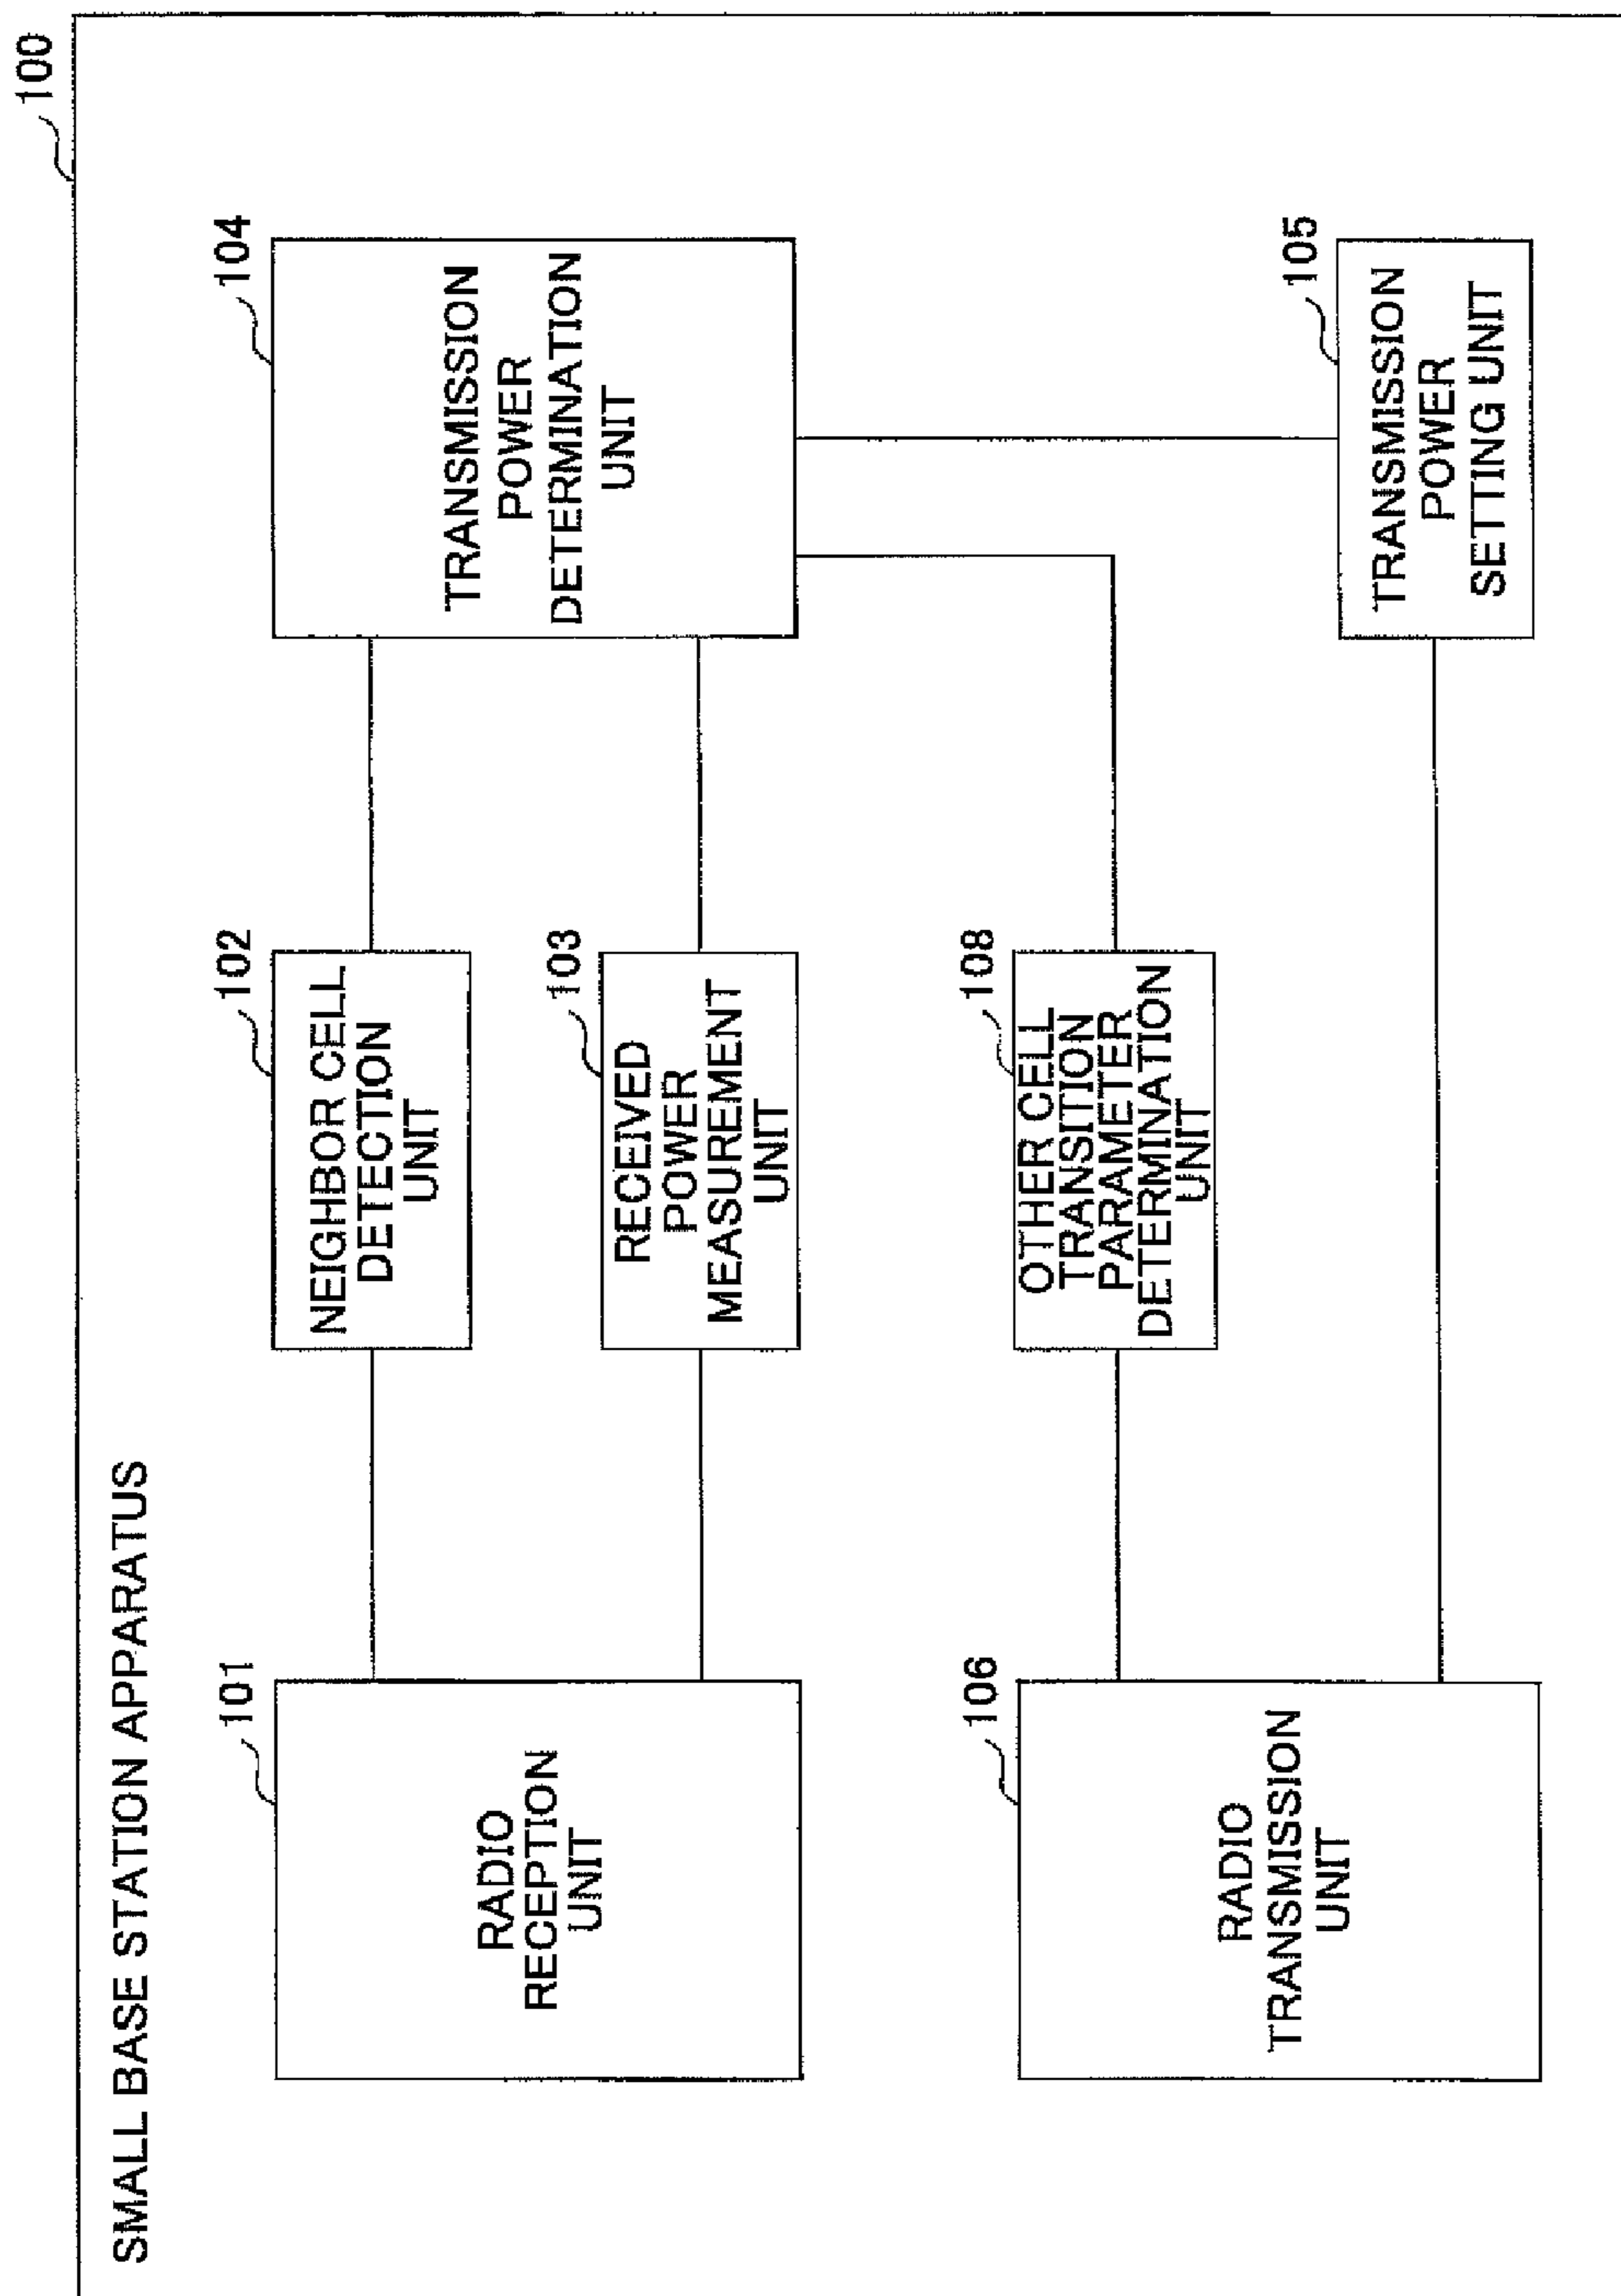 100
SMALL BASE STATION APPARATUS
101
RADIO
RECEPTION
UNIT
102
NEIGHBOR CELL
DETECTION
UNIT
104
TRANSMISSION
POWER
DETERMINATION
UNIT
103
RECEIVED
POWER
MEASUREMENT
UNIT
106
RADIO
TRANSMISSION
UNIT
108
OTHER CELL
TRANSITION
PARAMETER
DETERMINATION
UNIT
105
TRANSMISSION
POWER
SETTING UNIT